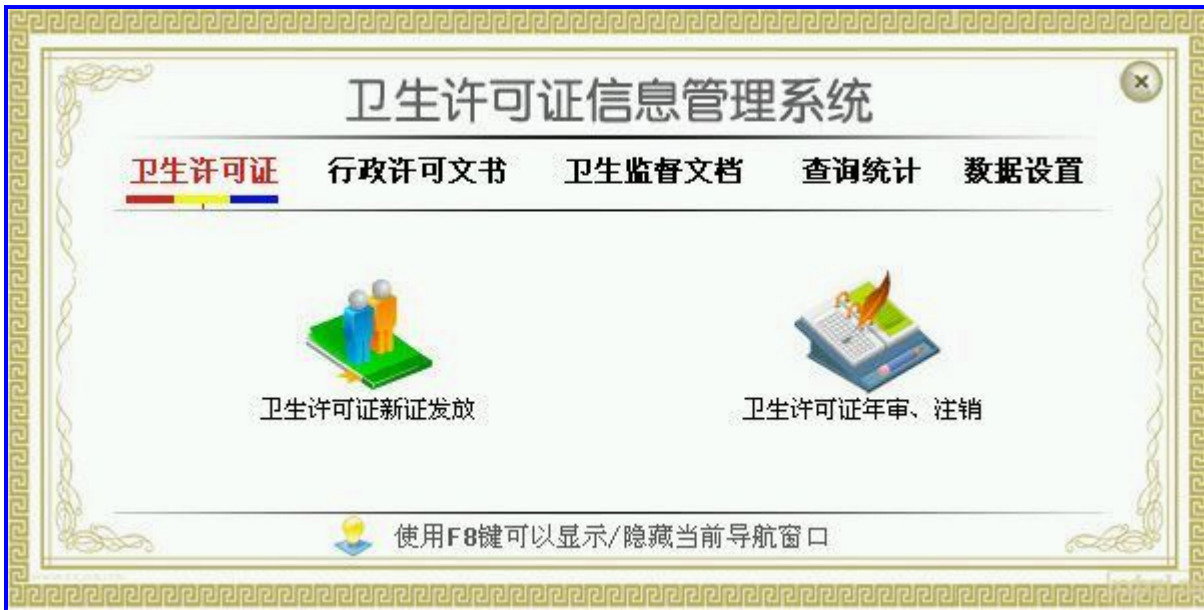 卫生许可证信息管理系统
卫生许可证 行政许可文书 卫生监督文档 查询统计 数据设置
卫生许可证新证发放 卫生许可证年审、注销
使用F8键可以显示/隐藏当前导航窗口